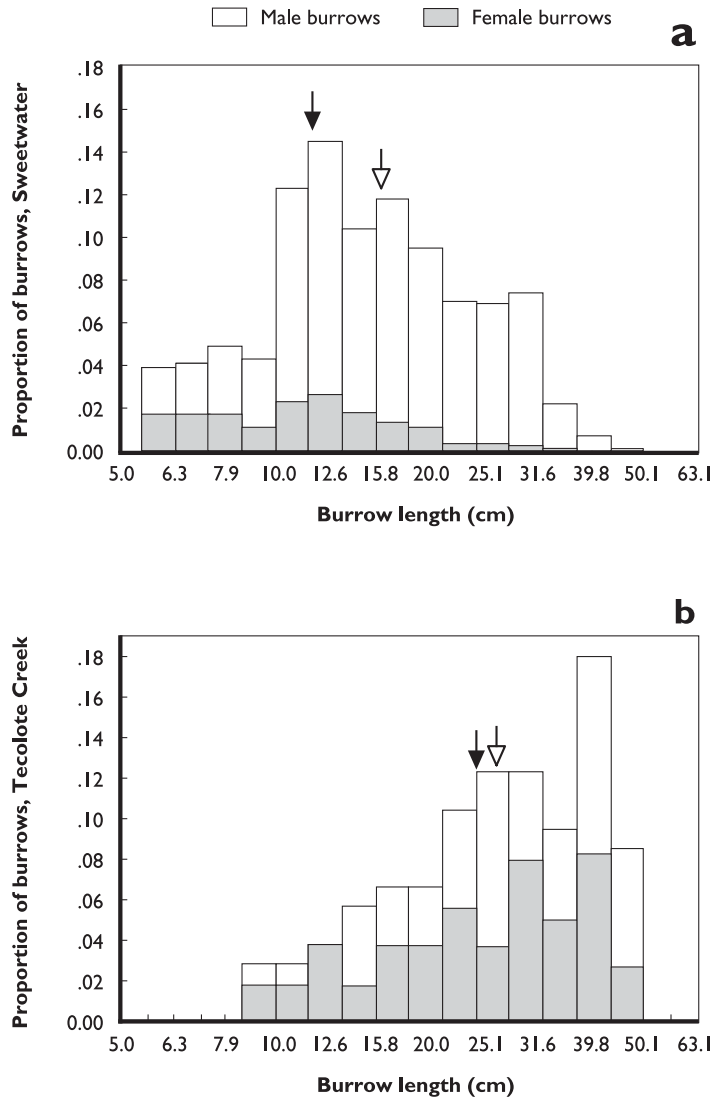 Male burrows Female burrows
a
Proportion of burrows, Sweetwater
.18
.16
.14
.12
.10
.08
.06
.04
.02
0.00
5.0 6.3 7.9 10.0 12.6 15.8 20.0 25.1 31.6 39.8 50.1 63.1
Burrow length (cm)
b
Proportion of burrows, Tecolote Creek
.18
.16
.14
.12
.10
.08
.06
.04
.02
0.00
5.0 6.3 7.9 10.0 12.6 15.8 20.0 25.1 31.6 39.8 50.1 63.1
Burrow length (cm)